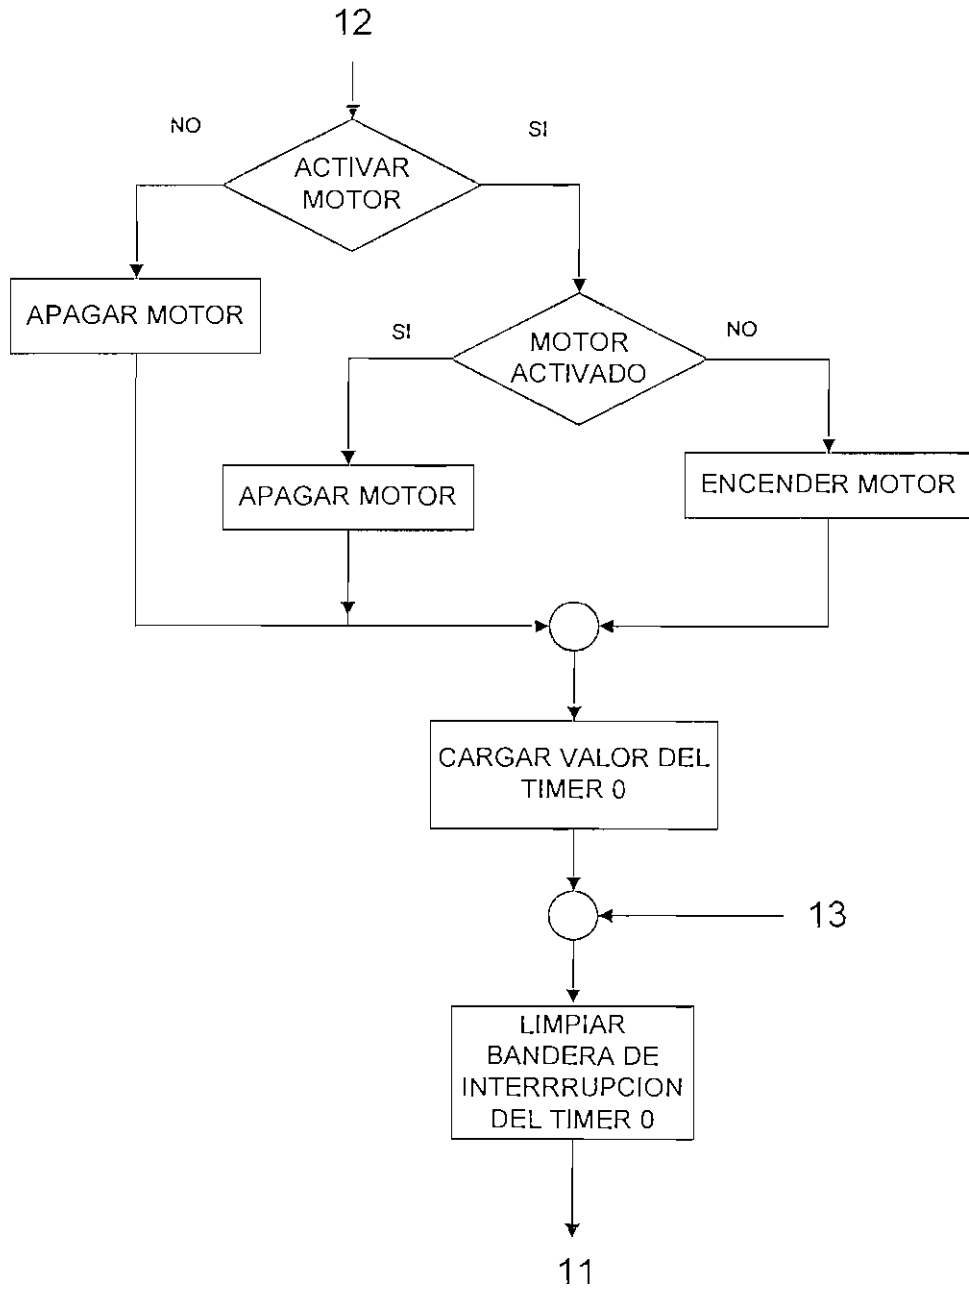 12
NO
SI
ACTIVAR
MOTOR
APAGAR MOTOR
SI
MOTOR
ACTIVADO
NO
APAGAR MOTOR
ENCENDER MOTOR
CARGAR VALOR DEL
TIMER 0
13
LIMPIAR
BANDERA DE
INTERRRUPCION
DEL TIMER 0
11